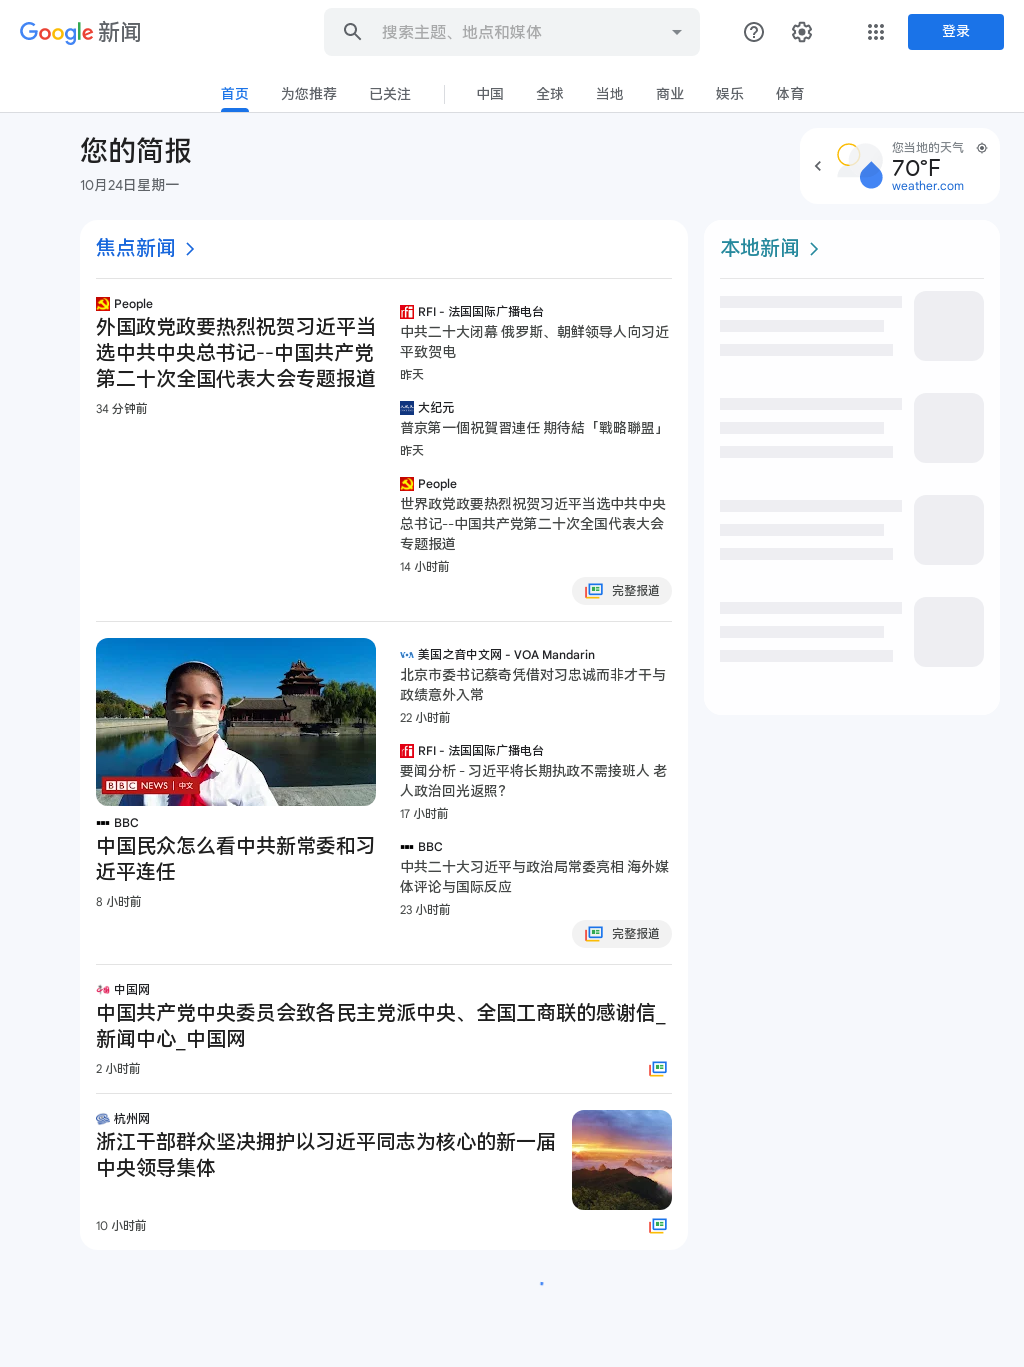 Google 新闻
搜索主题、地点和媒体
登录
首页
为您推荐
已关注
中国
全球
当地
商业
娱乐
体育
您的简报
10月24日星期一
您当地的天气
70°F
weather.com
焦点新闻
People
外国政党政要热烈祝贺习近平当
选中共中央总书记--中国共产党
第二十次全国代表大会专题报道
34 分钟前
RFI - 法国国际广播电台
中共二十大闭幕 俄罗斯、朝鲜领导人向习近
平致贺电
昨天
大纪元
普京第一個祝賀習連任 期待結「戰略聯盟」
昨天
People
世界政党政要热烈祝贺习近平当选中共中央
总书记--中国共产党第二十次全国代表大会
专题报道
14 小时前
完整报道
BBC NEWS 中文
BBC
中国民众怎么看中共新常委和习
近平连任
8 小时前
VOA
美国之音中文网 - VOA Mandarin
北京市委书记蔡奇凭借对习忠诚而非才干与
政绩意外入常
22 小时前
RFI - 法国国际广播电台
要闻分析 - 习近平将长期执政不需接班人 老
人政治回光返照？
17 小时前
BBC
中共二十大习近平与政治局常委亮相 海外媒
体评论与国际反应
23 小时前
完整报道
中国网
中国共产党中央委员会致各民主党派中央、全国工商联的感谢信_
新闻中心_中国网
2 小时前
杭州网
浙江干部群众坚决拥护以习近平同志为核心的新一届
中央领导集体
10 小时前
本地新闻